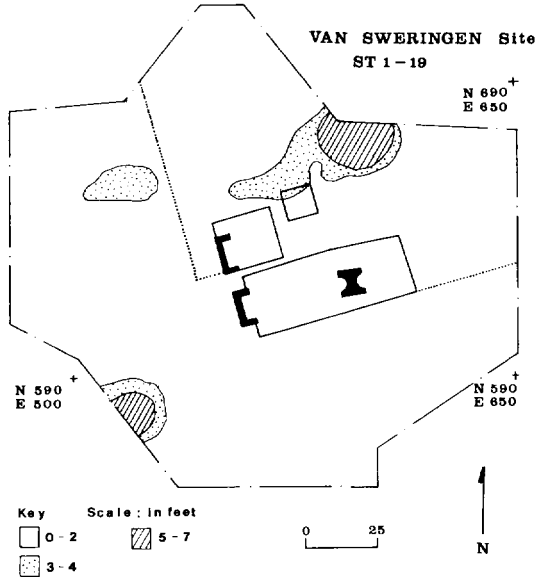 VAN SWERINGEN Site
ST 1-19
N 690
E 650
N 590
E 500
N 590
E 650
Key Scale: in feet
0-2 5-7
3-4
0 25
N